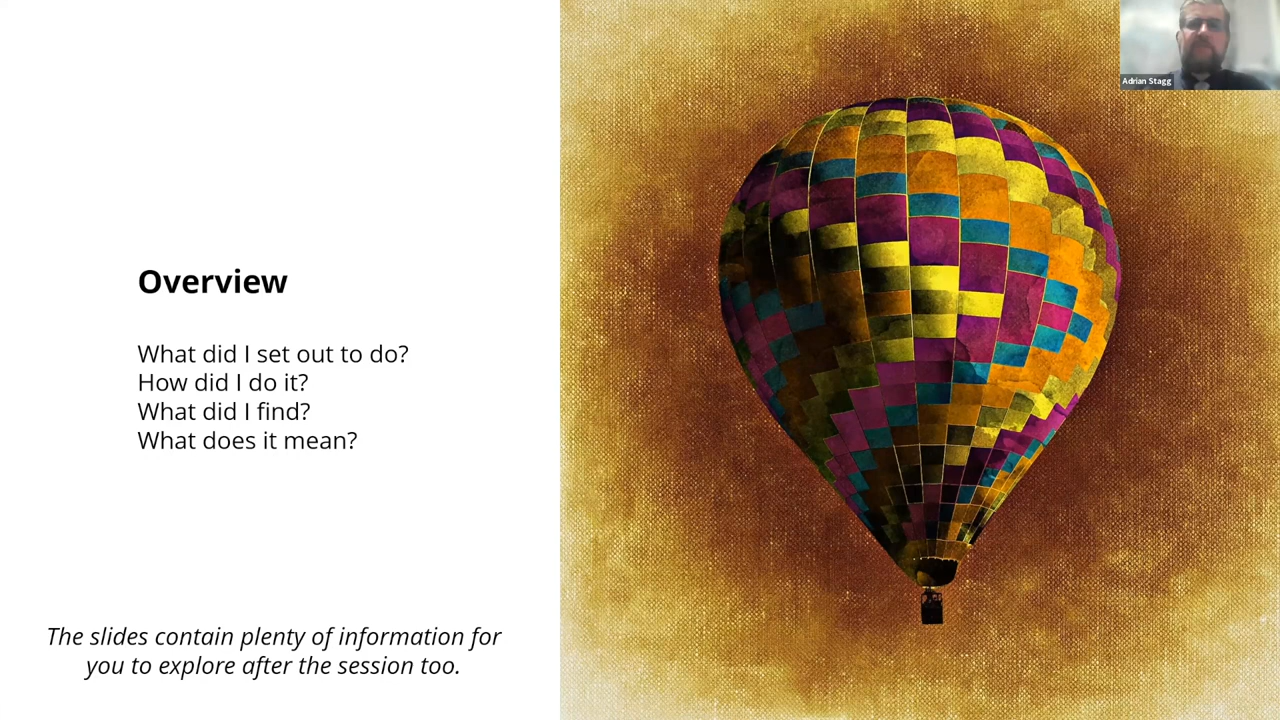 Adrian Stagg
Overview
What did I set out to do?
How did I do it?
What did I find?
What does it mean?
The slides contain plenty of information for
you to explore after the session too.